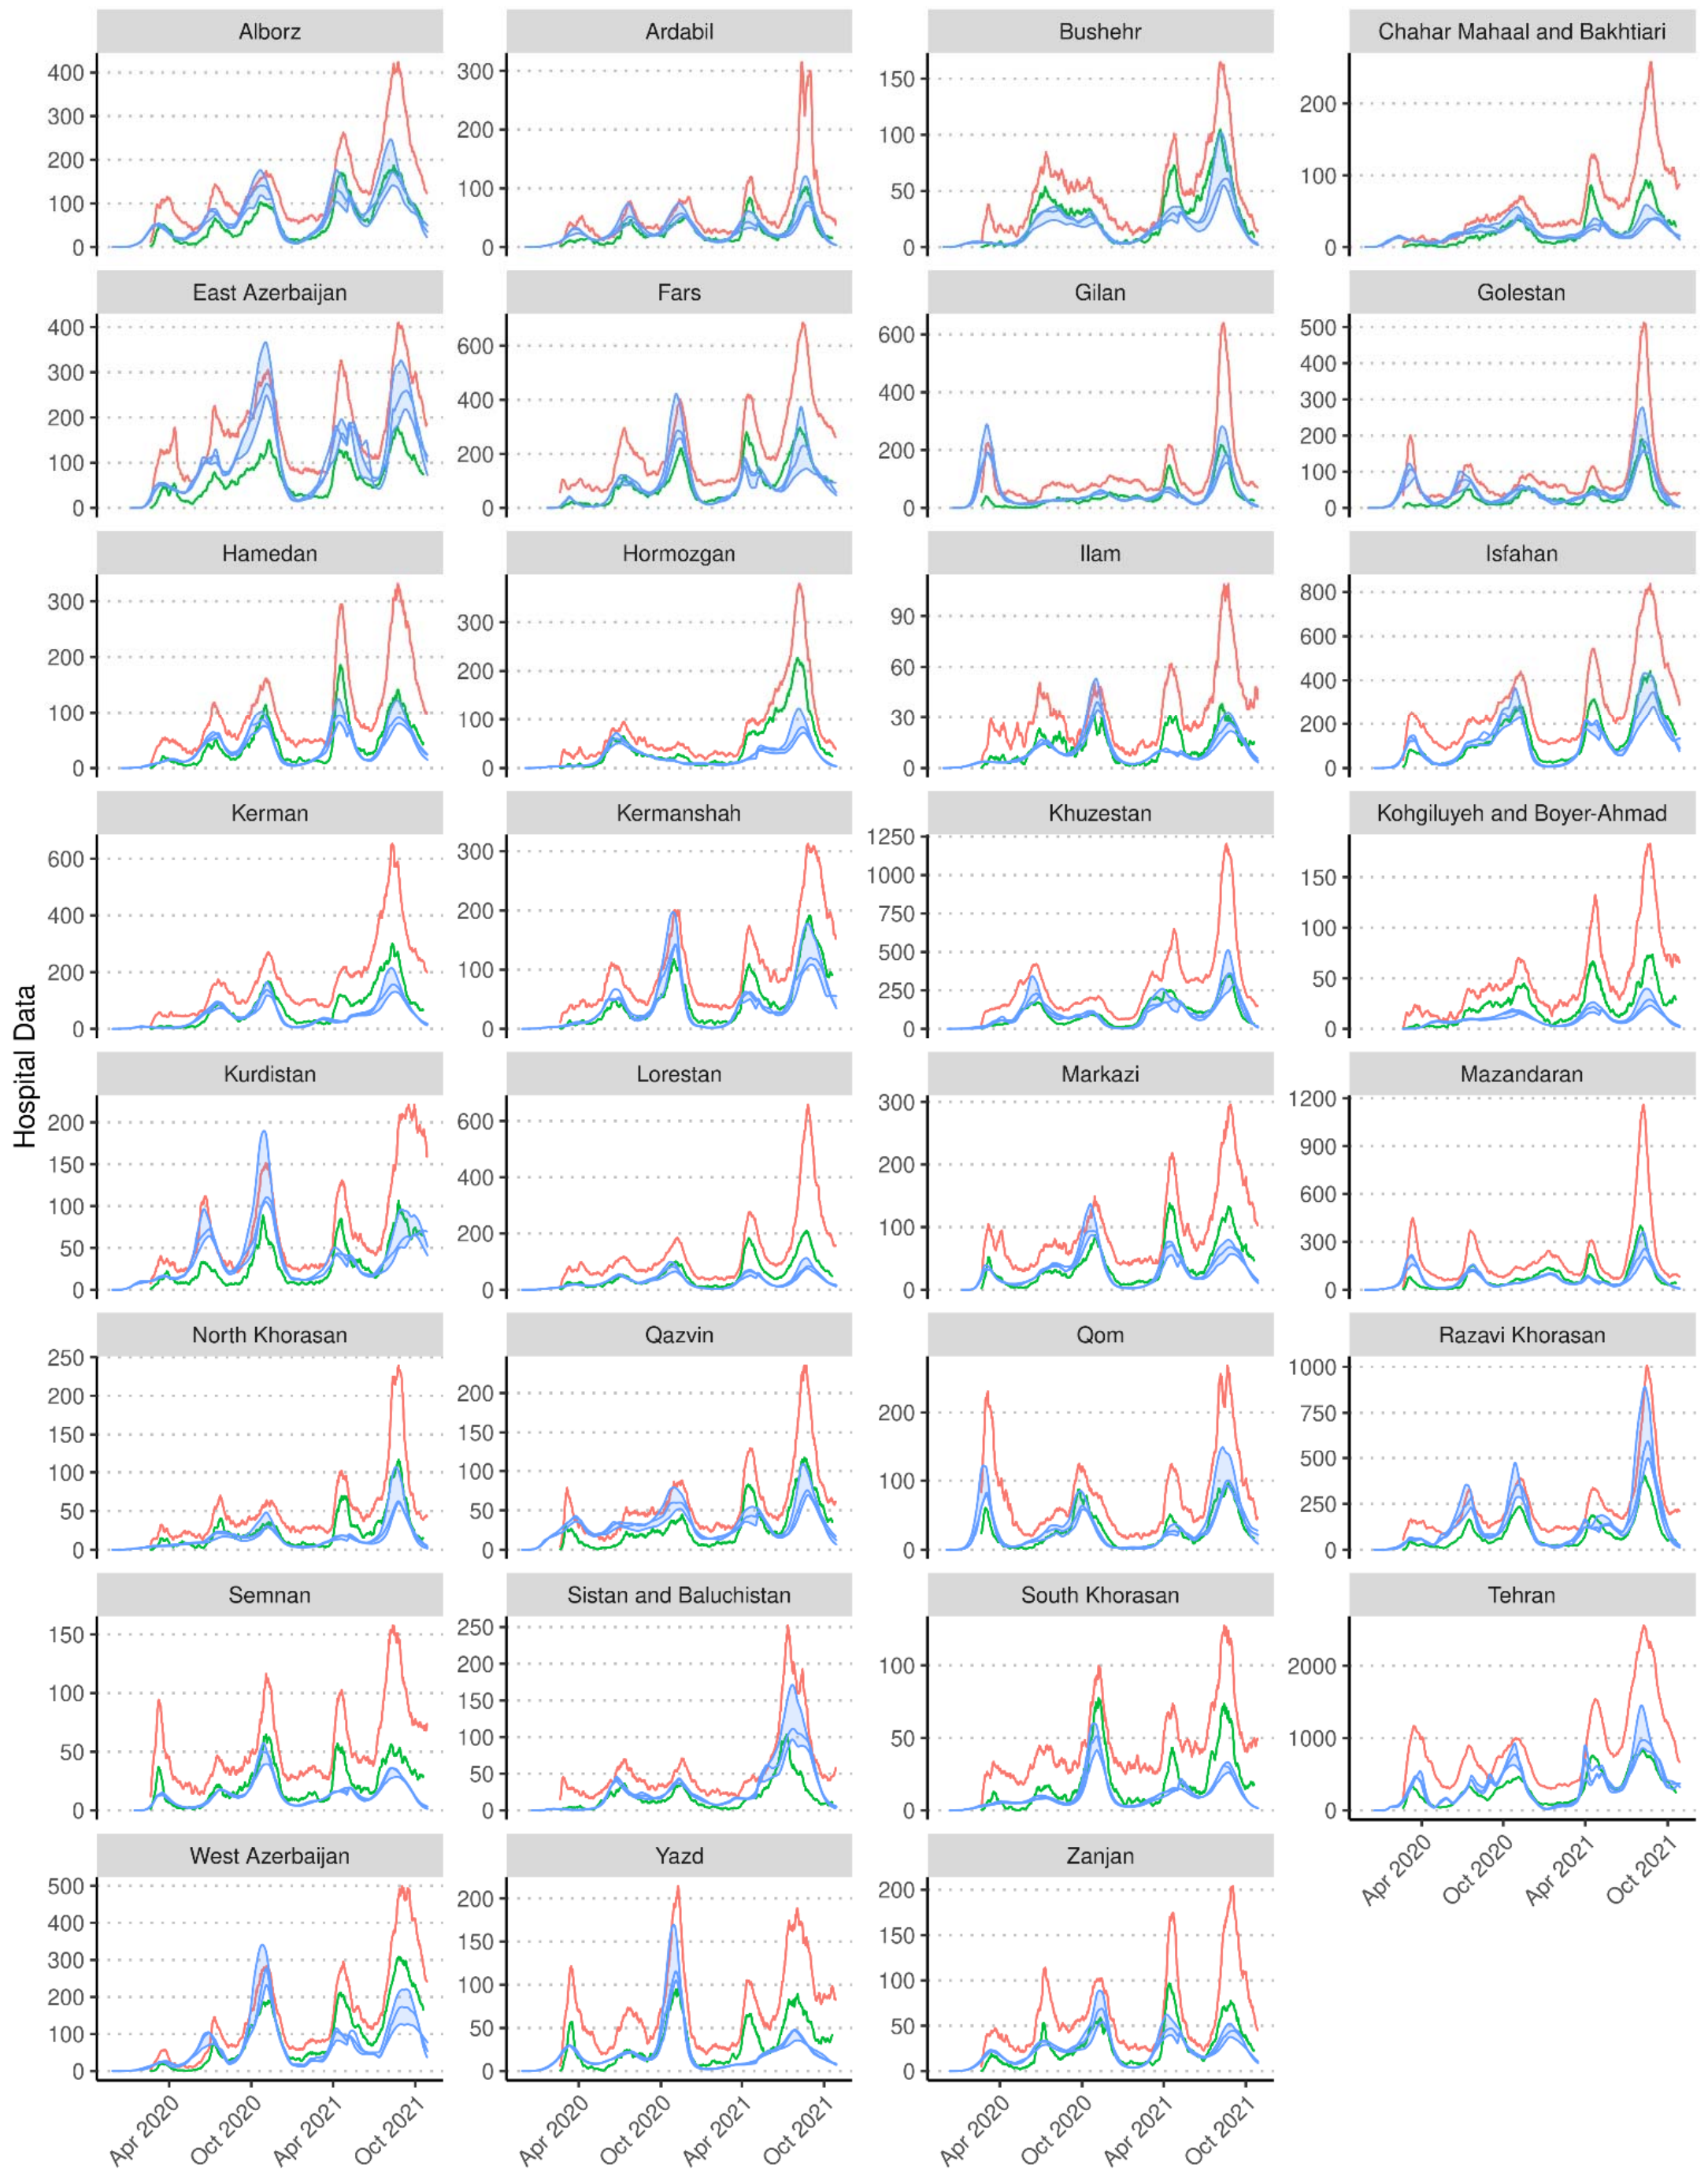 Hospital Data
Alborz
400
300
200
100
0
Ardabil
300
200
100
0
Bushehr
150
100
50
0
Chahar Mahaal and Bakhtiari
200
100
0
East Azerbaijan
400
300
200
100
0
Fars
600
400
200
0
Gilan
600
400
200
0
Golestan
500
400
300
200
100
0
Hamedan
300
200
100
0
Hormozgan
300
200
100
0
Ilam
90
60
30
0
Isfahan
800
600
400
200
0
Kerman
600
400
200
0
Kermanshah
300
200
100
0
Khuzestan
1250
1000
750
500
250
0
Kohgiluyeh and Boyer-Ahmad
150
100
50
0
Kurdistan
200
150
100
50
0
Lorestan
600
400
200
0
Markazi
300
200
100
0
Mazandaran
1200
900
600
300
0
North Khorasan
250
200
150
100
50
0
Qazvin
200
150
100
50
0
Qom
200
100
0
Razavi Khorasan
1000
750
500
250
0
Semnan
150
100
50
0
Sistan and Baluchistan
250
200
150
100
50
0
South Khorasan
100
50
0
Tehran
2000
1000
0
Apr 2020
Oct 2020
Apr 2021
Oct 2021
West Azerbaijan
500
400
300
200
100
0
Apr 2020
Oct 2020
Apr 2021
Oct 2021
Yazd
200
150
100
50
0
Apr 2020
Oct 2020
Apr 2021
Oct 2021
Zanjan
200
150
100
50
0
Apr 2020
Oct 2020
Apr 2021
Oct 2021